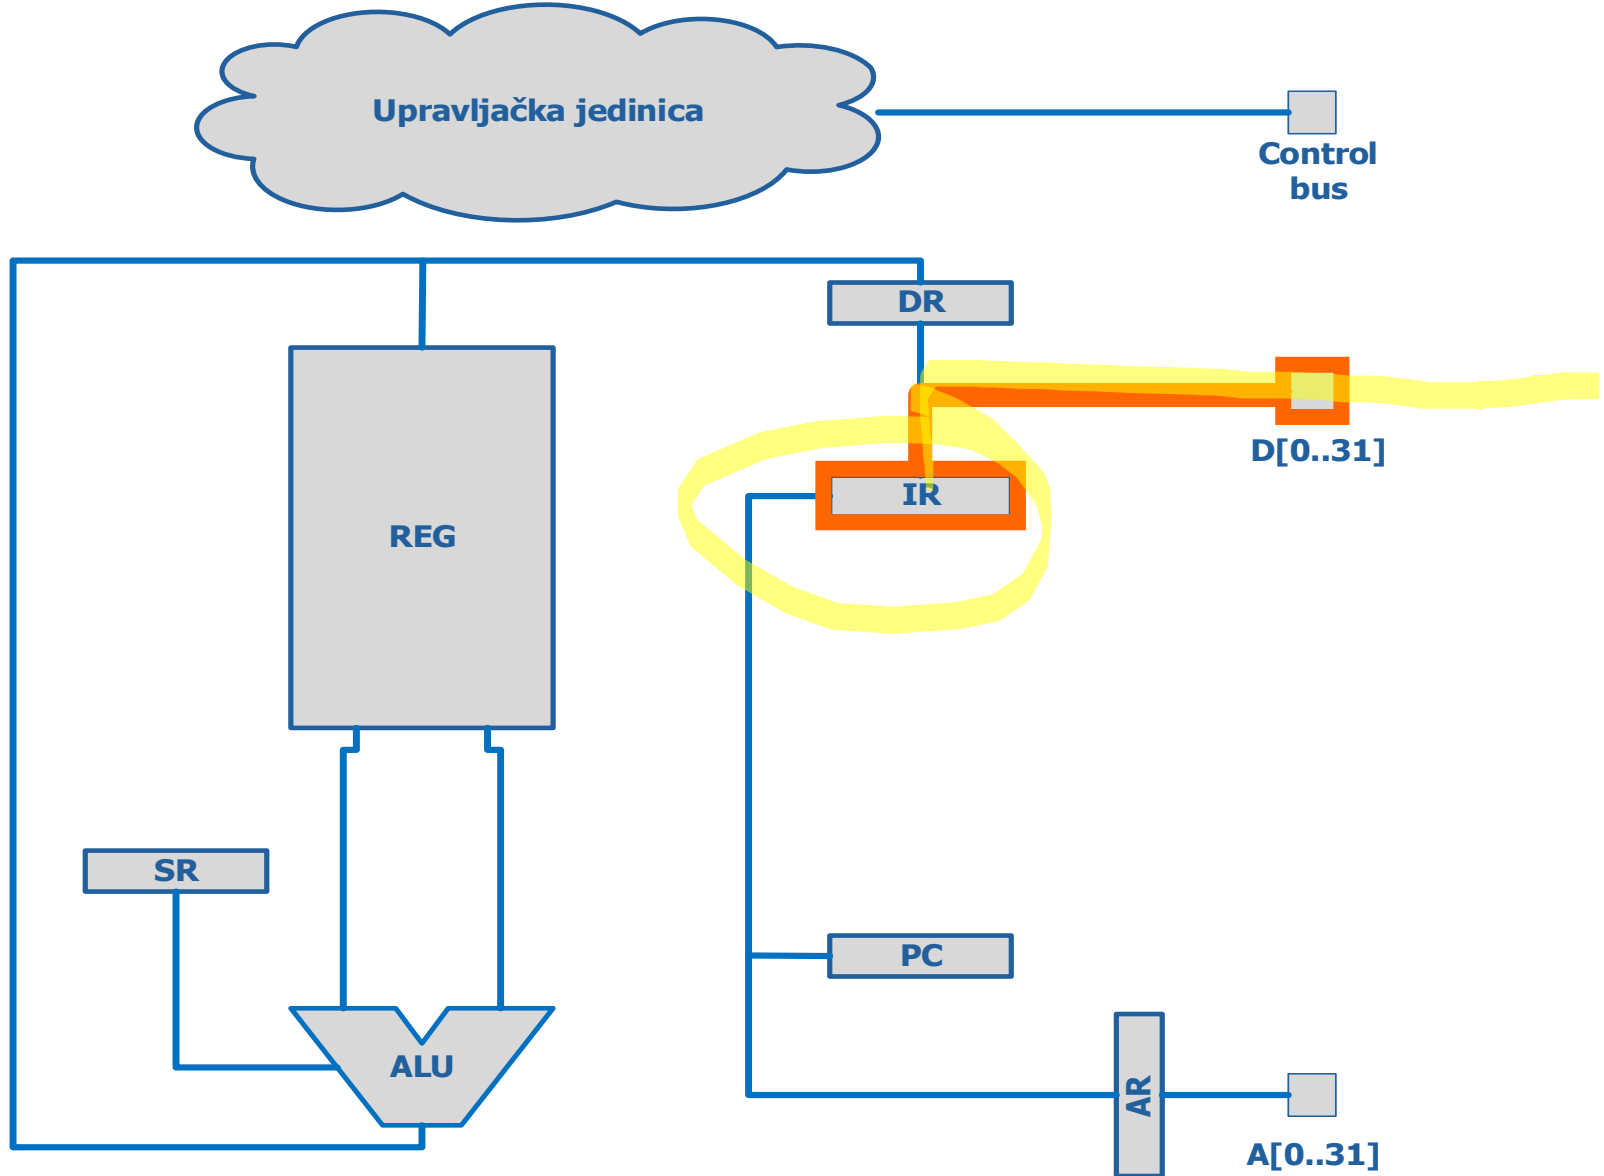 Upravljačka jedinica
Control
bus
DR
D[0..31]
IR
REG
SR
PC
ALU
AR
A[0..31]